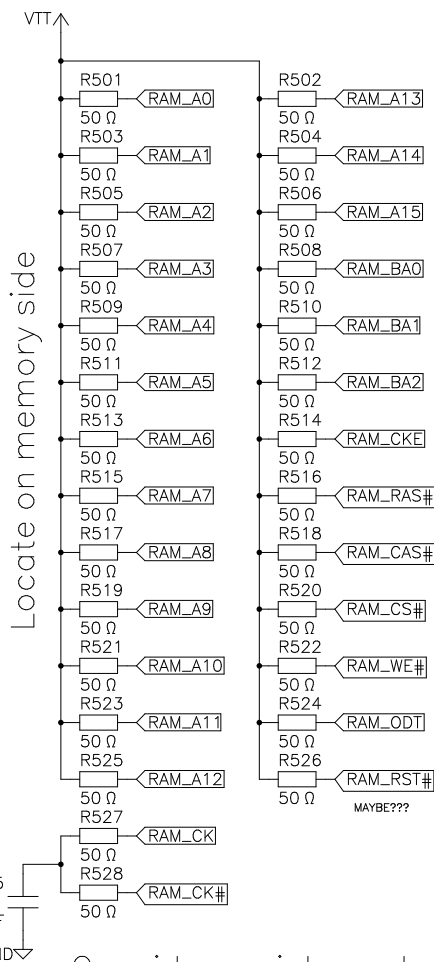 VTT
R501
RAM_A0
50 Ω
R503
RAM_A1
50 Ω
R505
RAM_A2
50 Ω
R507
RAM_A3
50 Ω
R509
RAM_A4
50 Ω
R511
RAM_A5
50 Ω
R513
RAM_A6
50 Ω
R515
RAM_A7
50 Ω
R517
RAM_A8
50 Ω
R519
RAM_A9
50 Ω
R521
RAM_A10
50 Ω
R523
RAM_A11
50 Ω
R525
RAM_A12
50 Ω
R527
RAM_CK
50 Ω
R528
RAM_CK#
50 Ω
R502
RAM_A13
50 Ω
R504
RAM_A14
50 Ω
R506
RAM_A15
50 Ω
R508
RAM_BA0
50 Ω
R510
RAM_BA1
50 Ω
R512
RAM_BA2
50 Ω
R514
RAM_CKE
50 Ω
R516
RAM_RAS#
50 Ω
R518
RAM_CAS#
50 Ω
R520
RAM_CS#
50 Ω
R522
RAM_WE#
50 Ω
R524
RAM_ODT
50 Ω
R526
RAM_RST#
50 Ω
MAYBE???
Locate on memory side